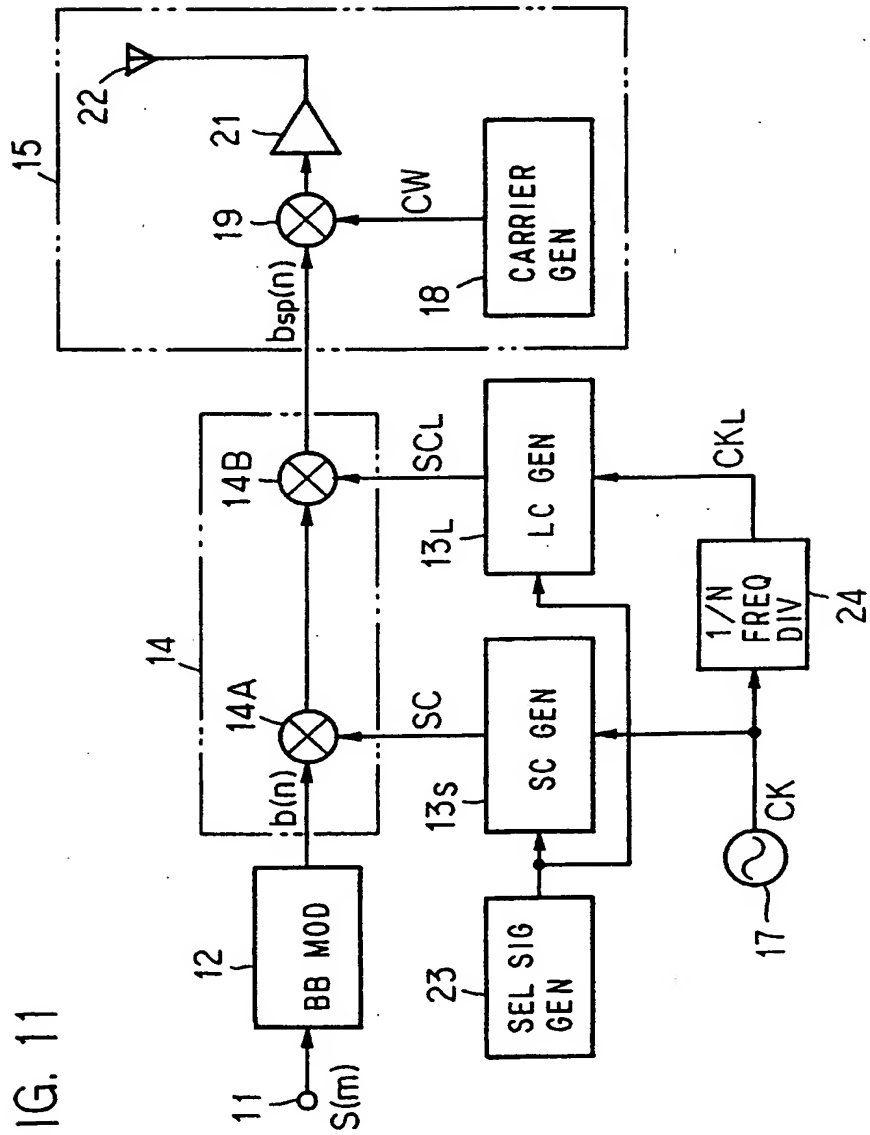 IG. 11
11
S(m)
12
BB MOD
b(n)
14
14A
14B
bsp(n)
15
19
21
22
CW
18
CARRIER
GEN
SC
SCL
13S
SC GEN
13L
LC GEN
23
SEL SIG
GEN
17
CK
CKL
1/N
FREQ
DIV
24